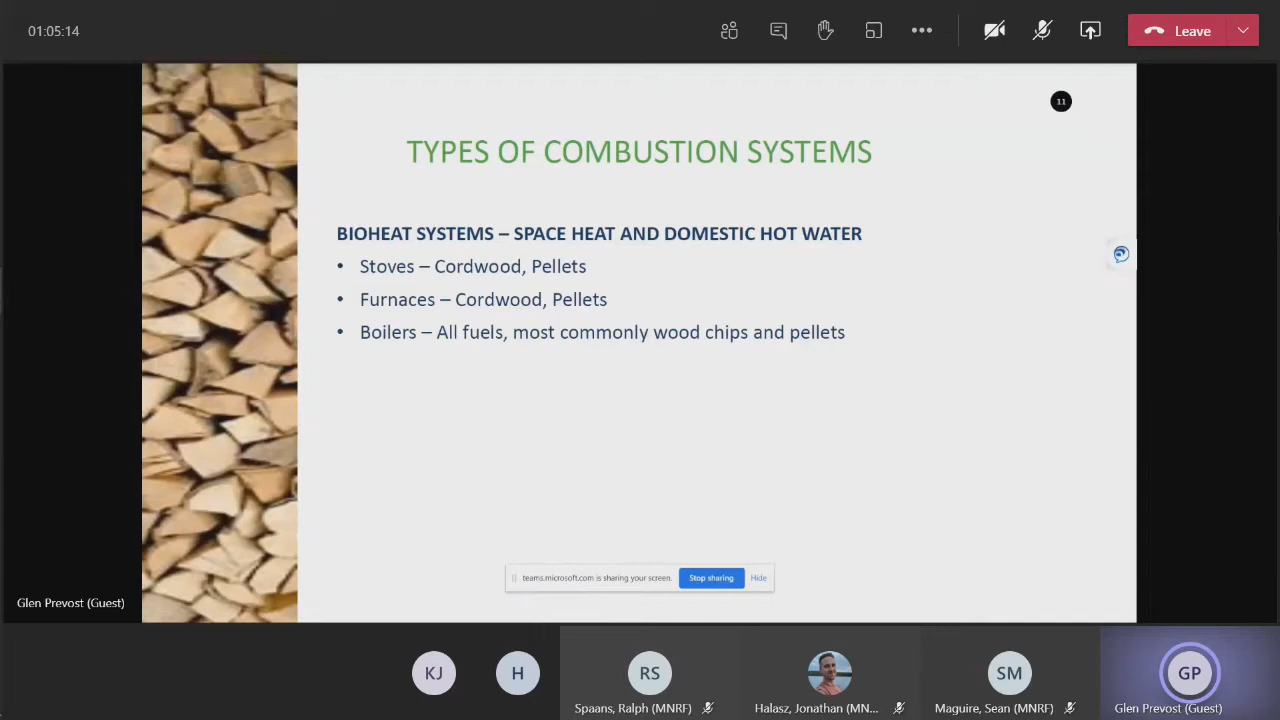 01:05:14
Leave
11
TYPES OF COMBUSTION SYSTEMS
BIOHEAT SYSTEMS – SPACE HEAT AND DOMESTIC HOT WATER
• Stoves – Cordwood, Pellets
• Furnaces – Cordwood, Pellets
• Boilers – All fuels, most commonly wood chips and pellets
teams.microsoft.com is sharing your screen. Stop sharing Hide
Glen Prevost (Guest)
KJ H RS SM GP
Spaans, Ralph (MNRF) Halasz, Jonathan (MN... Maguire, Sean (MNRF) Glen Prevost (Guest)